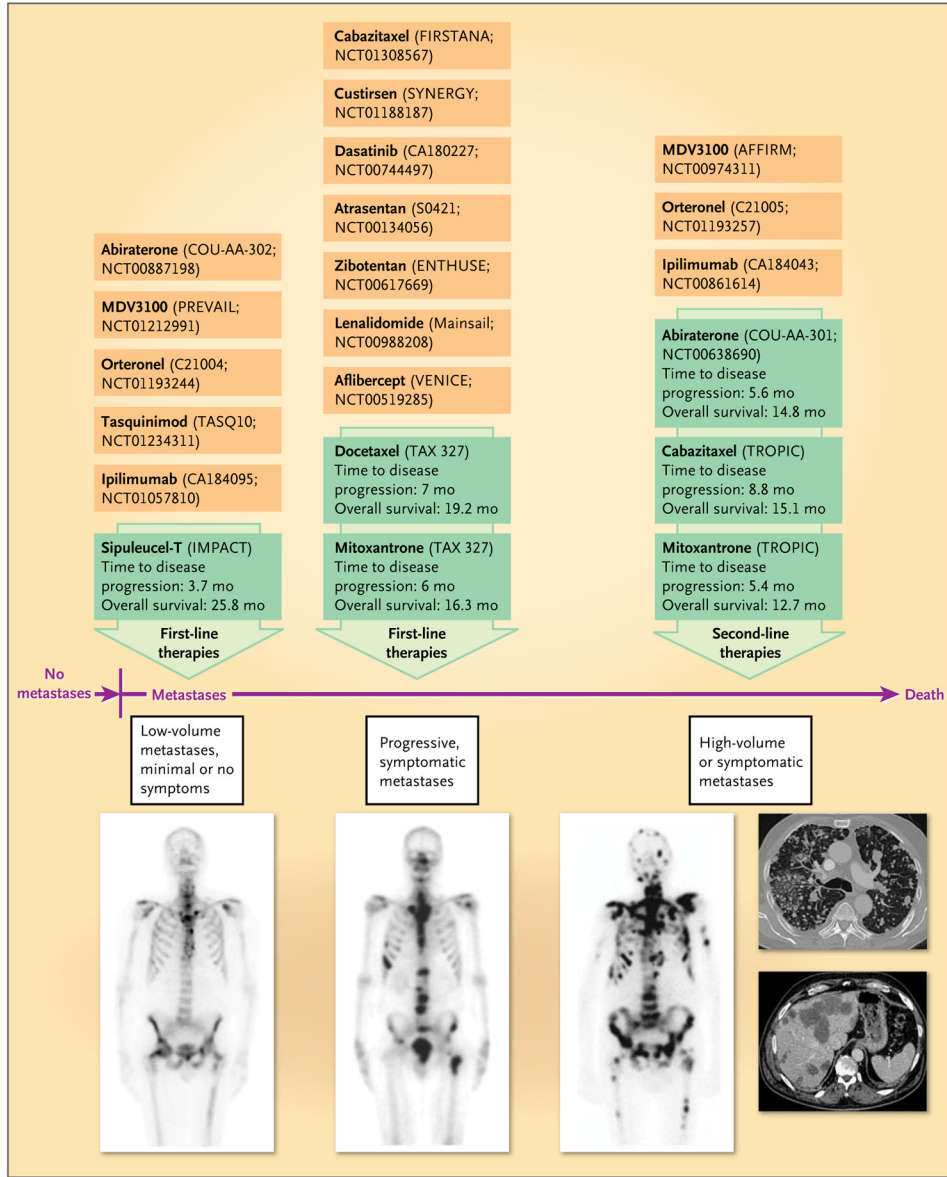 Abiraterone (COU-AA-302;
NCT00887198)
MDV3100 (PREVAIL;
NCT01212991)
Orteronel (C21004;
NCT01193244)
Tasquinimod (TASQ10;
NCT01234311)
Ipilimumab (CA184095;
NCT01057810)
Sipuleucel-T (IMPACT)
Time to disease
progression: 3.7 mo
Overall survival: 25.8 mo
First-line
therapies
Cabazitaxel (FIRSTANA;
NCT01308567)
Custirsen (SYNERGY;
NCT01188187)
Dasatinib (CA180227;
NCT00744497)
Atrasentan (S0421;
NCT00134056)
Zibotentan (ENTHUSE;
NCT00617669)
Lenalidomide (Mainsail;
NCT00988208)
Aflibercept (VENICE;
NCT00519285)
Docetaxel (TAX 327)
Time to disease
progression: 7 mo
Overall survival: 19.2 mo
Mitoxantrone (TAX 327)
Time to disease
progression: 6 mo
Overall survival: 16.3 mo
First-line
therapies
MDV3100 (AFFIRM;
NCT00974311)
Orteronel (C21005;
NCT01193257)
Ipilimumab (CA184043;
NCT00861614)
Abiraterone (COU-AA-301;
NCT00638690)
Time to disease
progression: 5.6 mo
Overall survival: 14.8 mo
Cabazitaxel (TROPIC)
Time to disease
progression: 8.8 mo
Overall survival: 15.1 mo
Mitoxantrone (TROPIC)
Time to disease
progression: 5.4 mo
Overall survival: 12.7 mo
Second-line
therapies
No
metastases
Metastases
Death
Low-volume
metastases,
minimal or no
symptoms
Progressive,
symptomatic
metastases
High-volume
or symptomatic
metastases